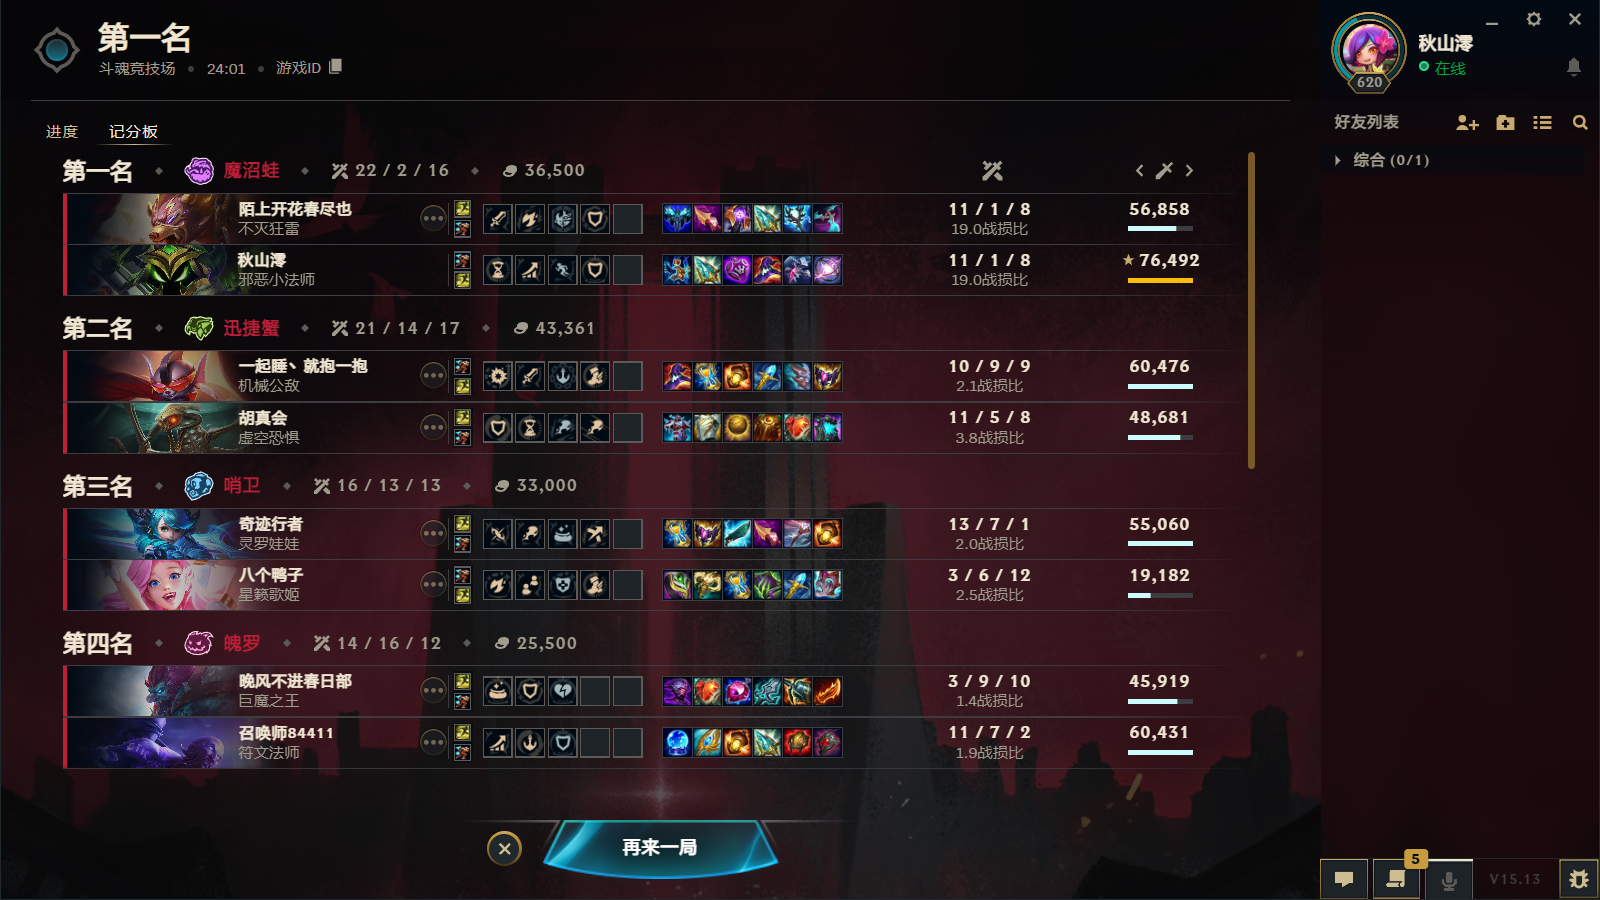 第一名
斗魂竞技场 • 24:01 • 游戏ID
秋山澪
在线
620
好友列表
综合 (0/1)
进度 记分板
第一名 魔沼蛙 22 / 2 / 16 36,500
陌上开花春尽也 11 / 1 / 8 56,858
不灭狂雷 19.0战损比
秋山澪 11 / 1 / 8 76,492
邪恶小法师 19.0战损比
第二名 迅捷蟹 21 / 14 / 17 43,361
一起睡丶就抱一抱 10 / 9 / 9 60,476
机械公敌 2.1战损比
胡真会 11 / 5 / 8 48,681
虚空恐惧 3.8战损比
第三名 哨卫 16 / 13 / 13 33,000
奇迹行者 13 / 7 / 1 55,060
灵罗娃娃 2.0战损比
八个鸭子 3 / 6 / 12 19,182
星籁歌姬 2.5战损比
第四名 魄罗 14 / 16 / 12 25,500
晚风不进春日部 3 / 9 / 10 45,919
巨魔之王 1.4战损比
召唤师84411 11 / 7 / 2 60,431
符文法师 1.9战损比
再来一局
5
V15.13